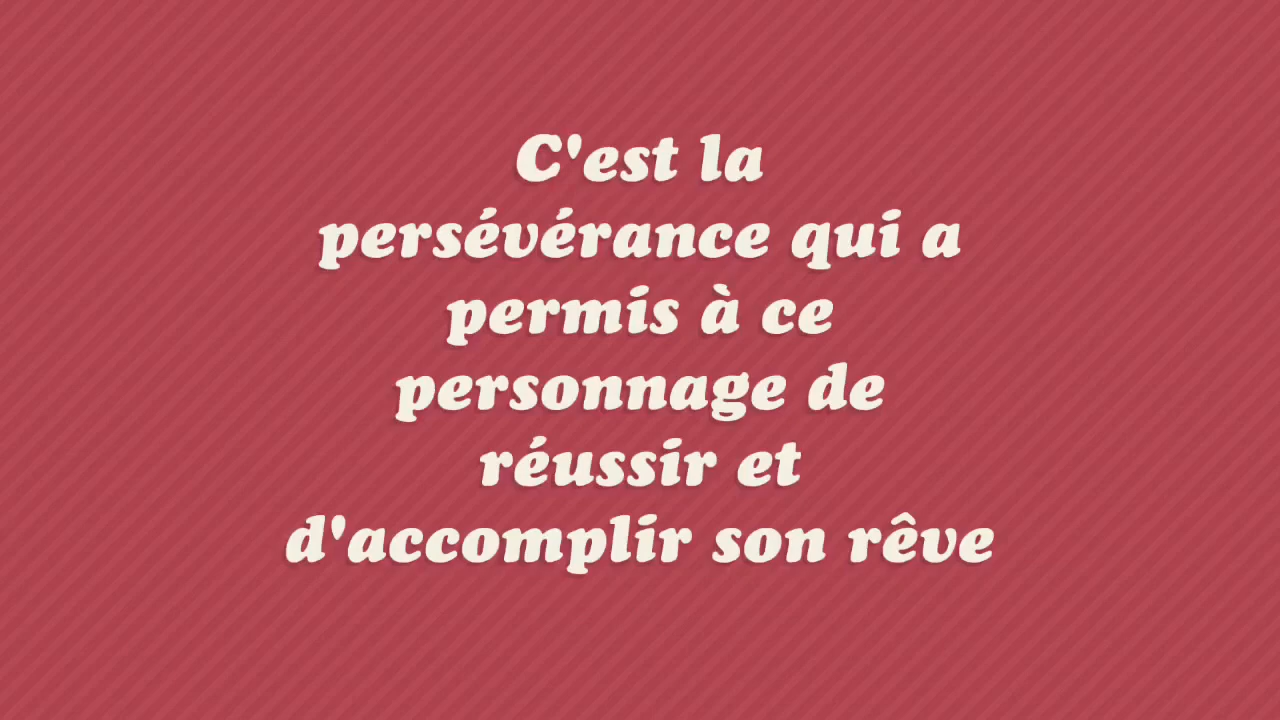 C'est la
persévérance qui a
permis à ce
personnage de
réussir et
d'accomplir son rêve